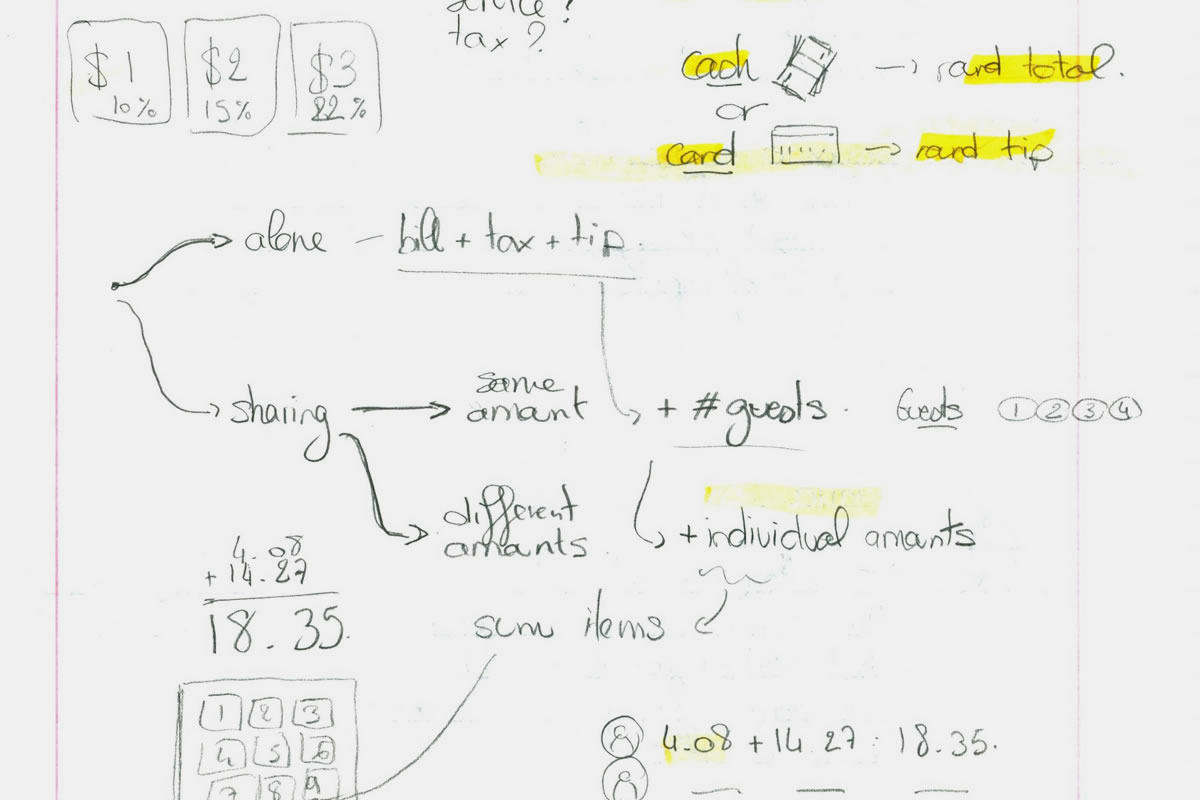 service?
tax?
$1 $2 $3
10% 15% 22%
cash → round total.
or
card → round tip
alone - bill + tax + tip.
sharing → same amount → + # guests. Guests 1 2 3 4
different amounts → + individual amounts
4.08
+ 14.27
18.35.
sum items
1 2 3
4 5 6
7 8 9
4.08 + 14.27 : 18.35.